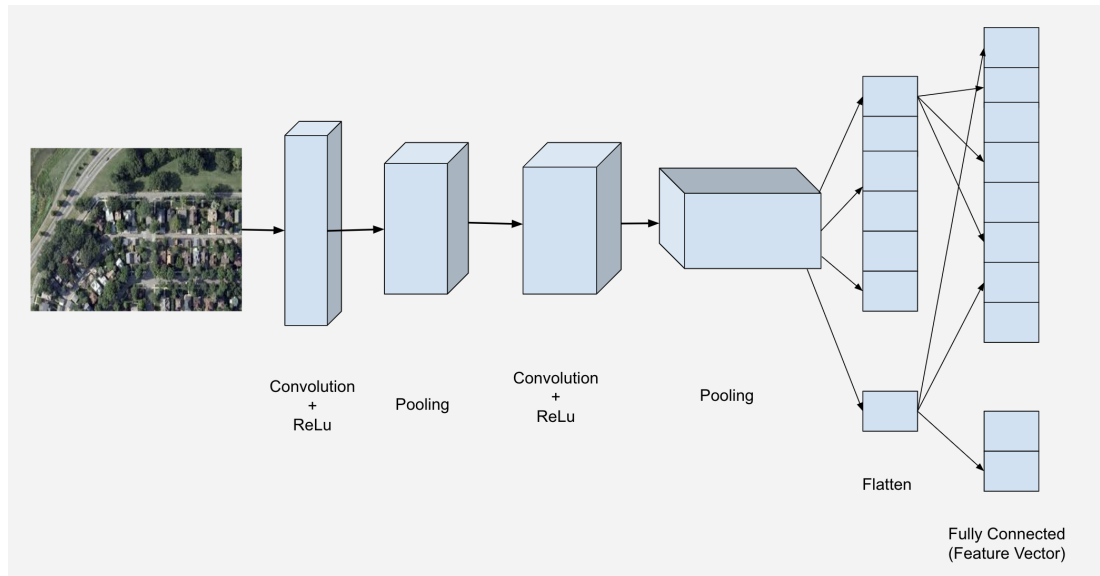 Convolution
+
ReLu
Pooling
Convolution
+
ReLu
Pooling
Flatten
Fully Connected
(Feature Vector)